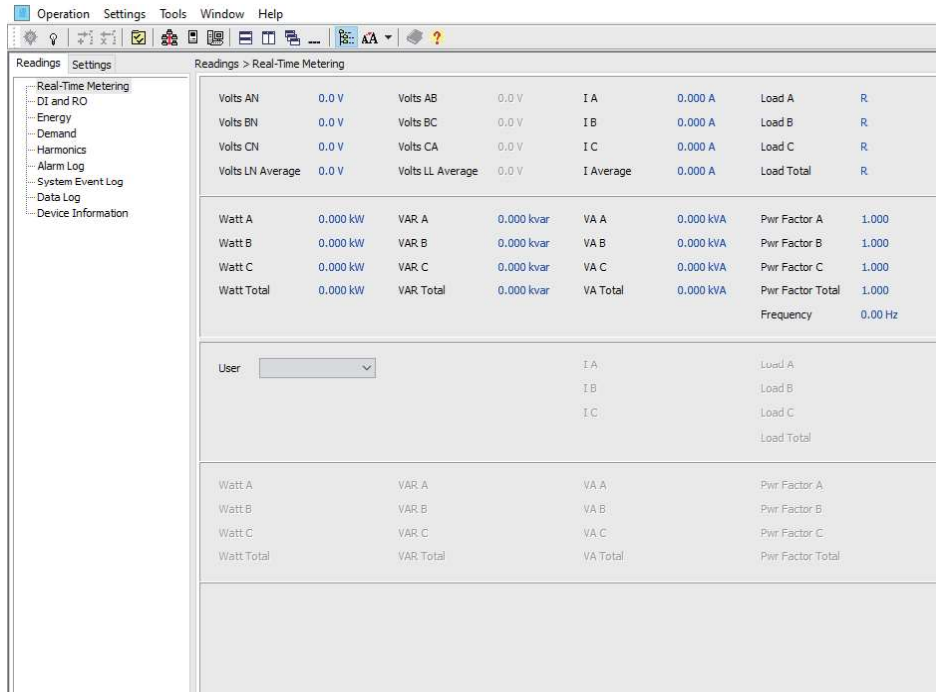 Operation Settings Tools Window Help
Readings Settings
Readings > Real-Time Metering
Real-Time Metering
DI and RO
Energy
Demand
Harmonics
Alarm Log
System Event Log
Data Log
Device Information
Volts AN 0.0 V Volts AB 0.0 V I A 0.000 A Load A R
Volts BN 0.0 V Volts BC 0.0 V I B 0.000 A Load B R
Volts CN 0.0 V Volts CA 0.0 V I C 0.000 A Load C R
Volts LN Average 0.0 V Volts LL Average 0.0 V I Average 0.000 A Load Total R
Watt A 0.000 kW VAR A 0.000 kvar VA A 0.000 kVA Pwr Factor A 1.000
Watt B 0.000 kW VAR B 0.000 kvar VA B 0.000 kVA Pwr Factor B 1.000
Watt C 0.000 kW VAR C 0.000 kvar VA C 0.000 kVA Pwr Factor C 1.000
Watt Total 0.000 kW VAR Total 0.000 kvar VA Total 0.000 kVA Pwr Factor Total 1.000
Frequency 0.00 Hz
User I A Load A
I B Load B
I C Load C
Load Total
Watt A VAR A VA A Pwr Factor A
Watt B VAR B VA B Pwr Factor B
Watt C VAR C VA C Pwr Factor C
Watt Total VAR Total VA Total Pwr Factor Total